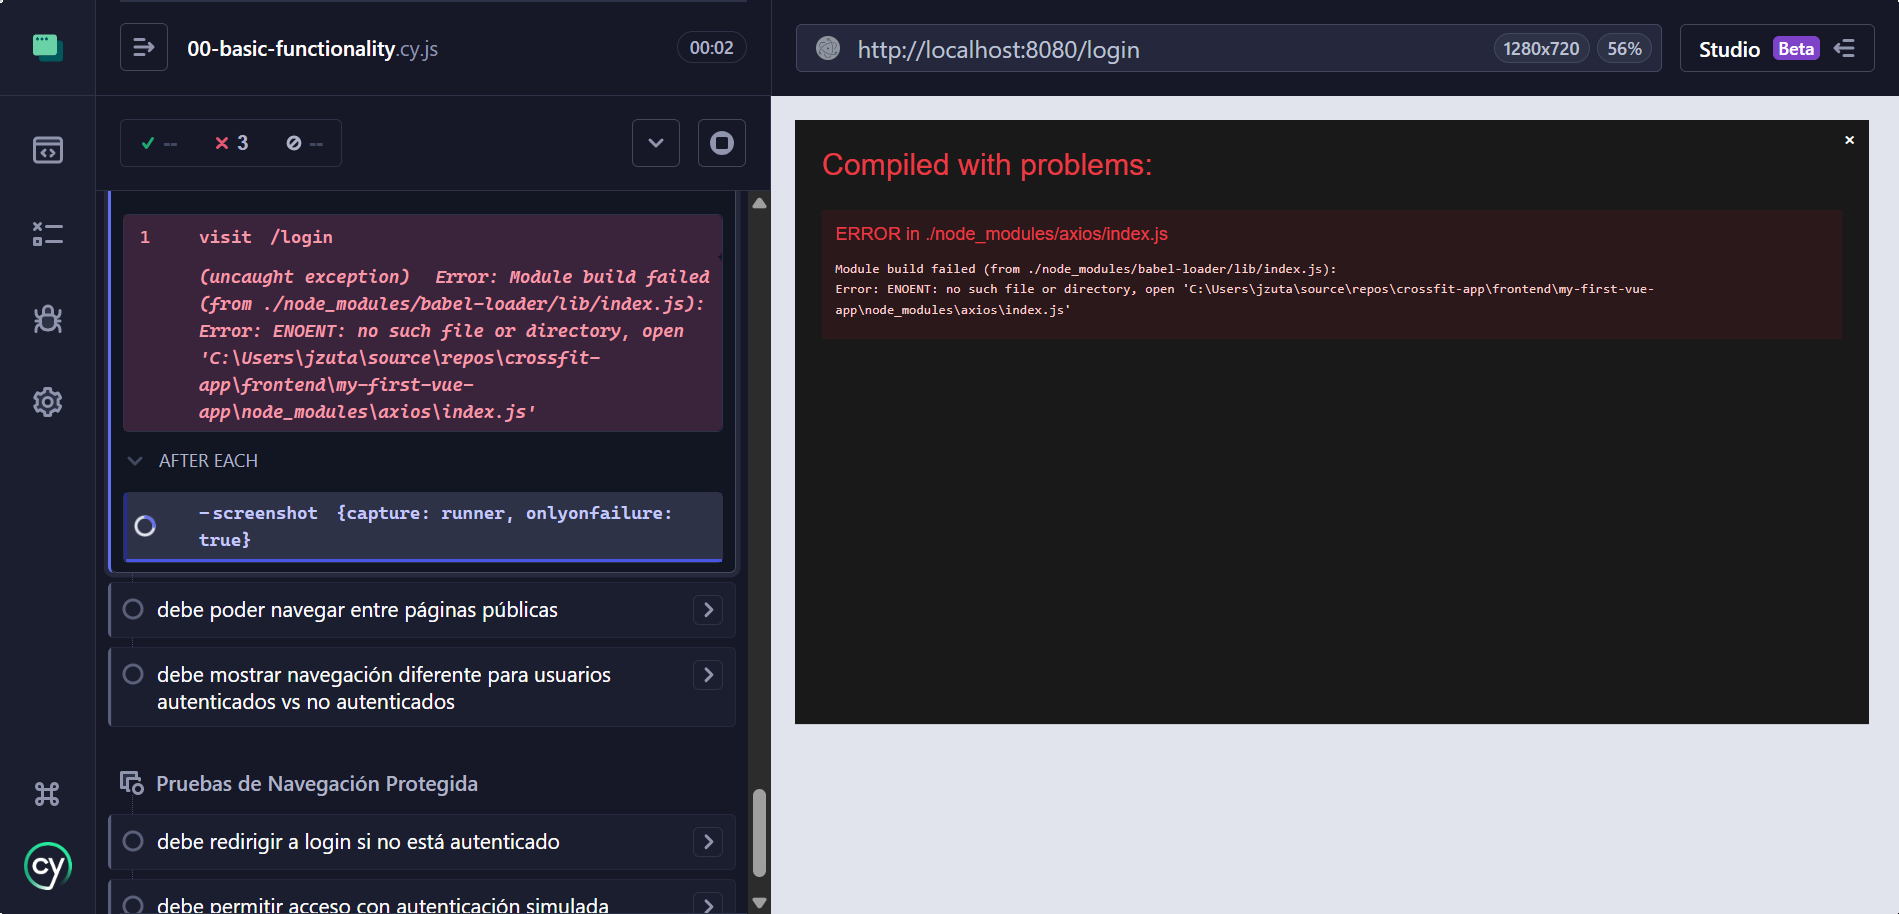 00-basic-functionality.cy.js
00:02
-- 3 --
1 visit /login
(uncaught exception) Error: Module build failed
(from ./node_modules/babel-loader/lib/index.js):
Error: ENOENT: no such file or directory, open
'C:\Users\jzuta\source\repos\crossfit-
app\frontend\my-first-vue-
app\node_modules\axios\index.js'
AFTER EACH
-screenshot {capture: runner, onlyonfailure:
true}
debe poder navegar entre páginas públicas
debe mostrar navegación diferente para usuarios
autenticados vs no autenticados
Pruebas de Navegación Protegida
debe redirigir a login si no está autenticado
debe permitir acceso con autenticación simulada
cy
http://localhost:8080/login
1280x720
56%
Studio Beta
Compiled with problems:
×
ERROR in ./node_modules/axios/index.js
Module build failed (from ./node_modules/babel-loader/lib/index.js):
Error: ENOENT: no such file or directory, open 'C:\Users\jzuta\source\repos\crossfit-app\frontend\my-first-vue-
app\node_modules\axios\index.js'